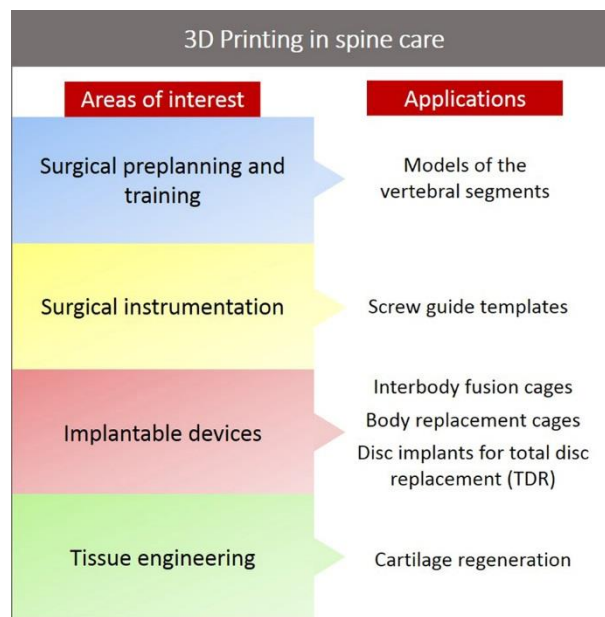 3D Printing in spine care
Areas of interest
Applications
Surgical preplanning and
training
Models of the
vertebral segments
Surgical instrumentation
Screw guide templates
Implantable devices
Interbody fusion cages
Body replacement cages
Disc implants for total disc
replacement (TDR)
Tissue engineering
Cartilage regeneration